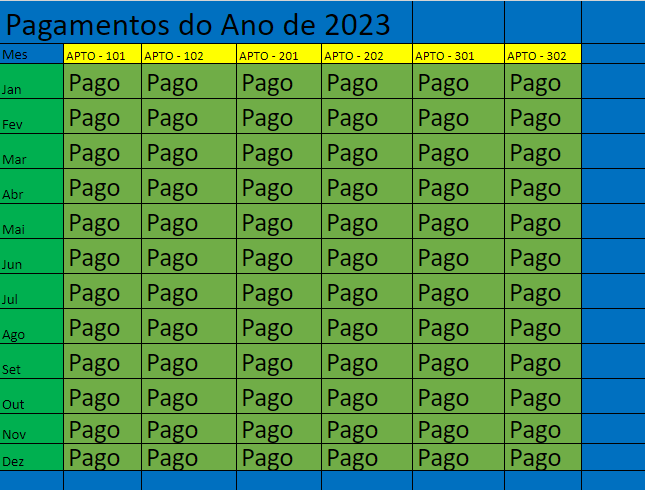 Pagamentos do Ano de 2023
Mes APTO - 101 APTO - 102 APTO - 201 APTO - 202 APTO - 301 APTO - 302
Jan Pago Pago Pago Pago Pago Pago
Fev Pago Pago Pago Pago Pago Pago
Mar Pago Pago Pago Pago Pago Pago
Abr Pago Pago Pago Pago Pago Pago
Mai Pago Pago Pago Pago Pago Pago
Jun Pago Pago Pago Pago Pago Pago
Jul Pago Pago Pago Pago Pago Pago
Ago Pago Pago Pago Pago Pago Pago
Set Pago Pago Pago Pago Pago Pago
Out Pago Pago Pago Pago Pago Pago
Nov Pago Pago Pago Pago Pago Pago
Dez Pago Pago Pago Pago Pago Pago